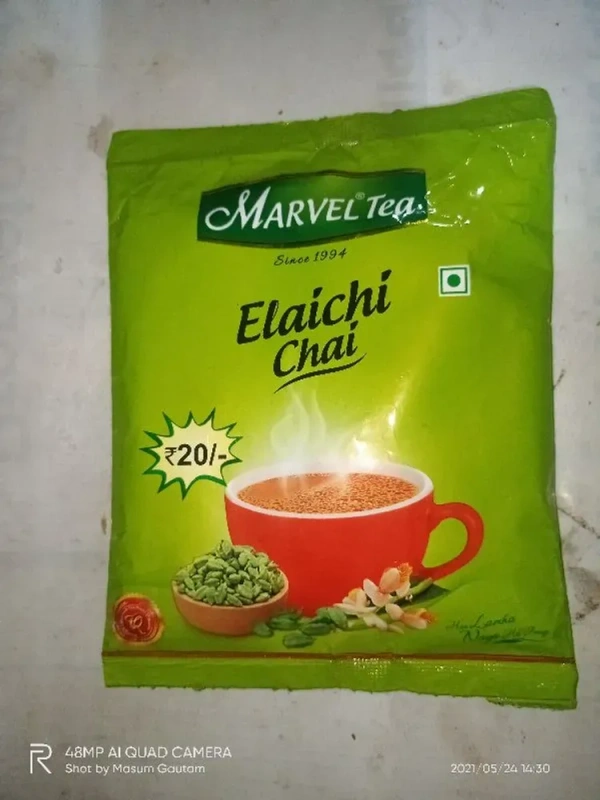 MARVEL® Tea
Since 1994
Elaichi
Chai
₹20/-
48MP AI QUAD CAMERA
Shot by Masum Gautam
2021/05/24 14:30